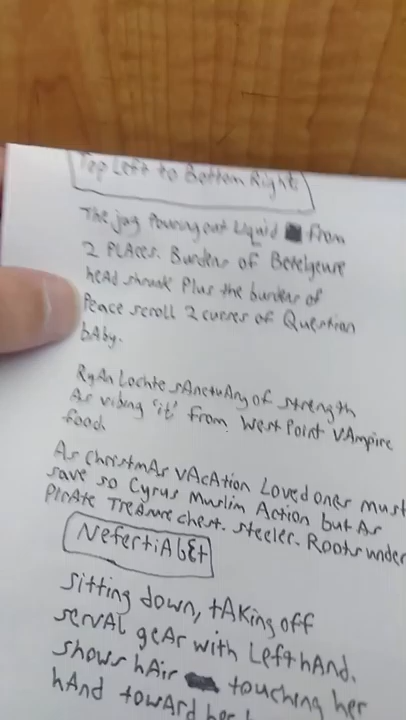 Top Left to Bottom Right
The jug Pouring out Liquid from
2 PLACES. Burdens of Betelgeuse
head shrunk Plus the burdens of
Peace scroll 2 curses of Question
bAby.
RyAn Lochte sAnctuAry of strength
As vibing 'it' from West Point VAmpire
food
As ChristmAs VAcAtion Loved ones must
save so Cyrus Muslim Action but As
PirAte TreAsure chest. steeler. Roots under
NefertiAbEt
sitting down, tAking off
servAL geAr with Left hAnd.
shows hAir touching her
hAnd toward her